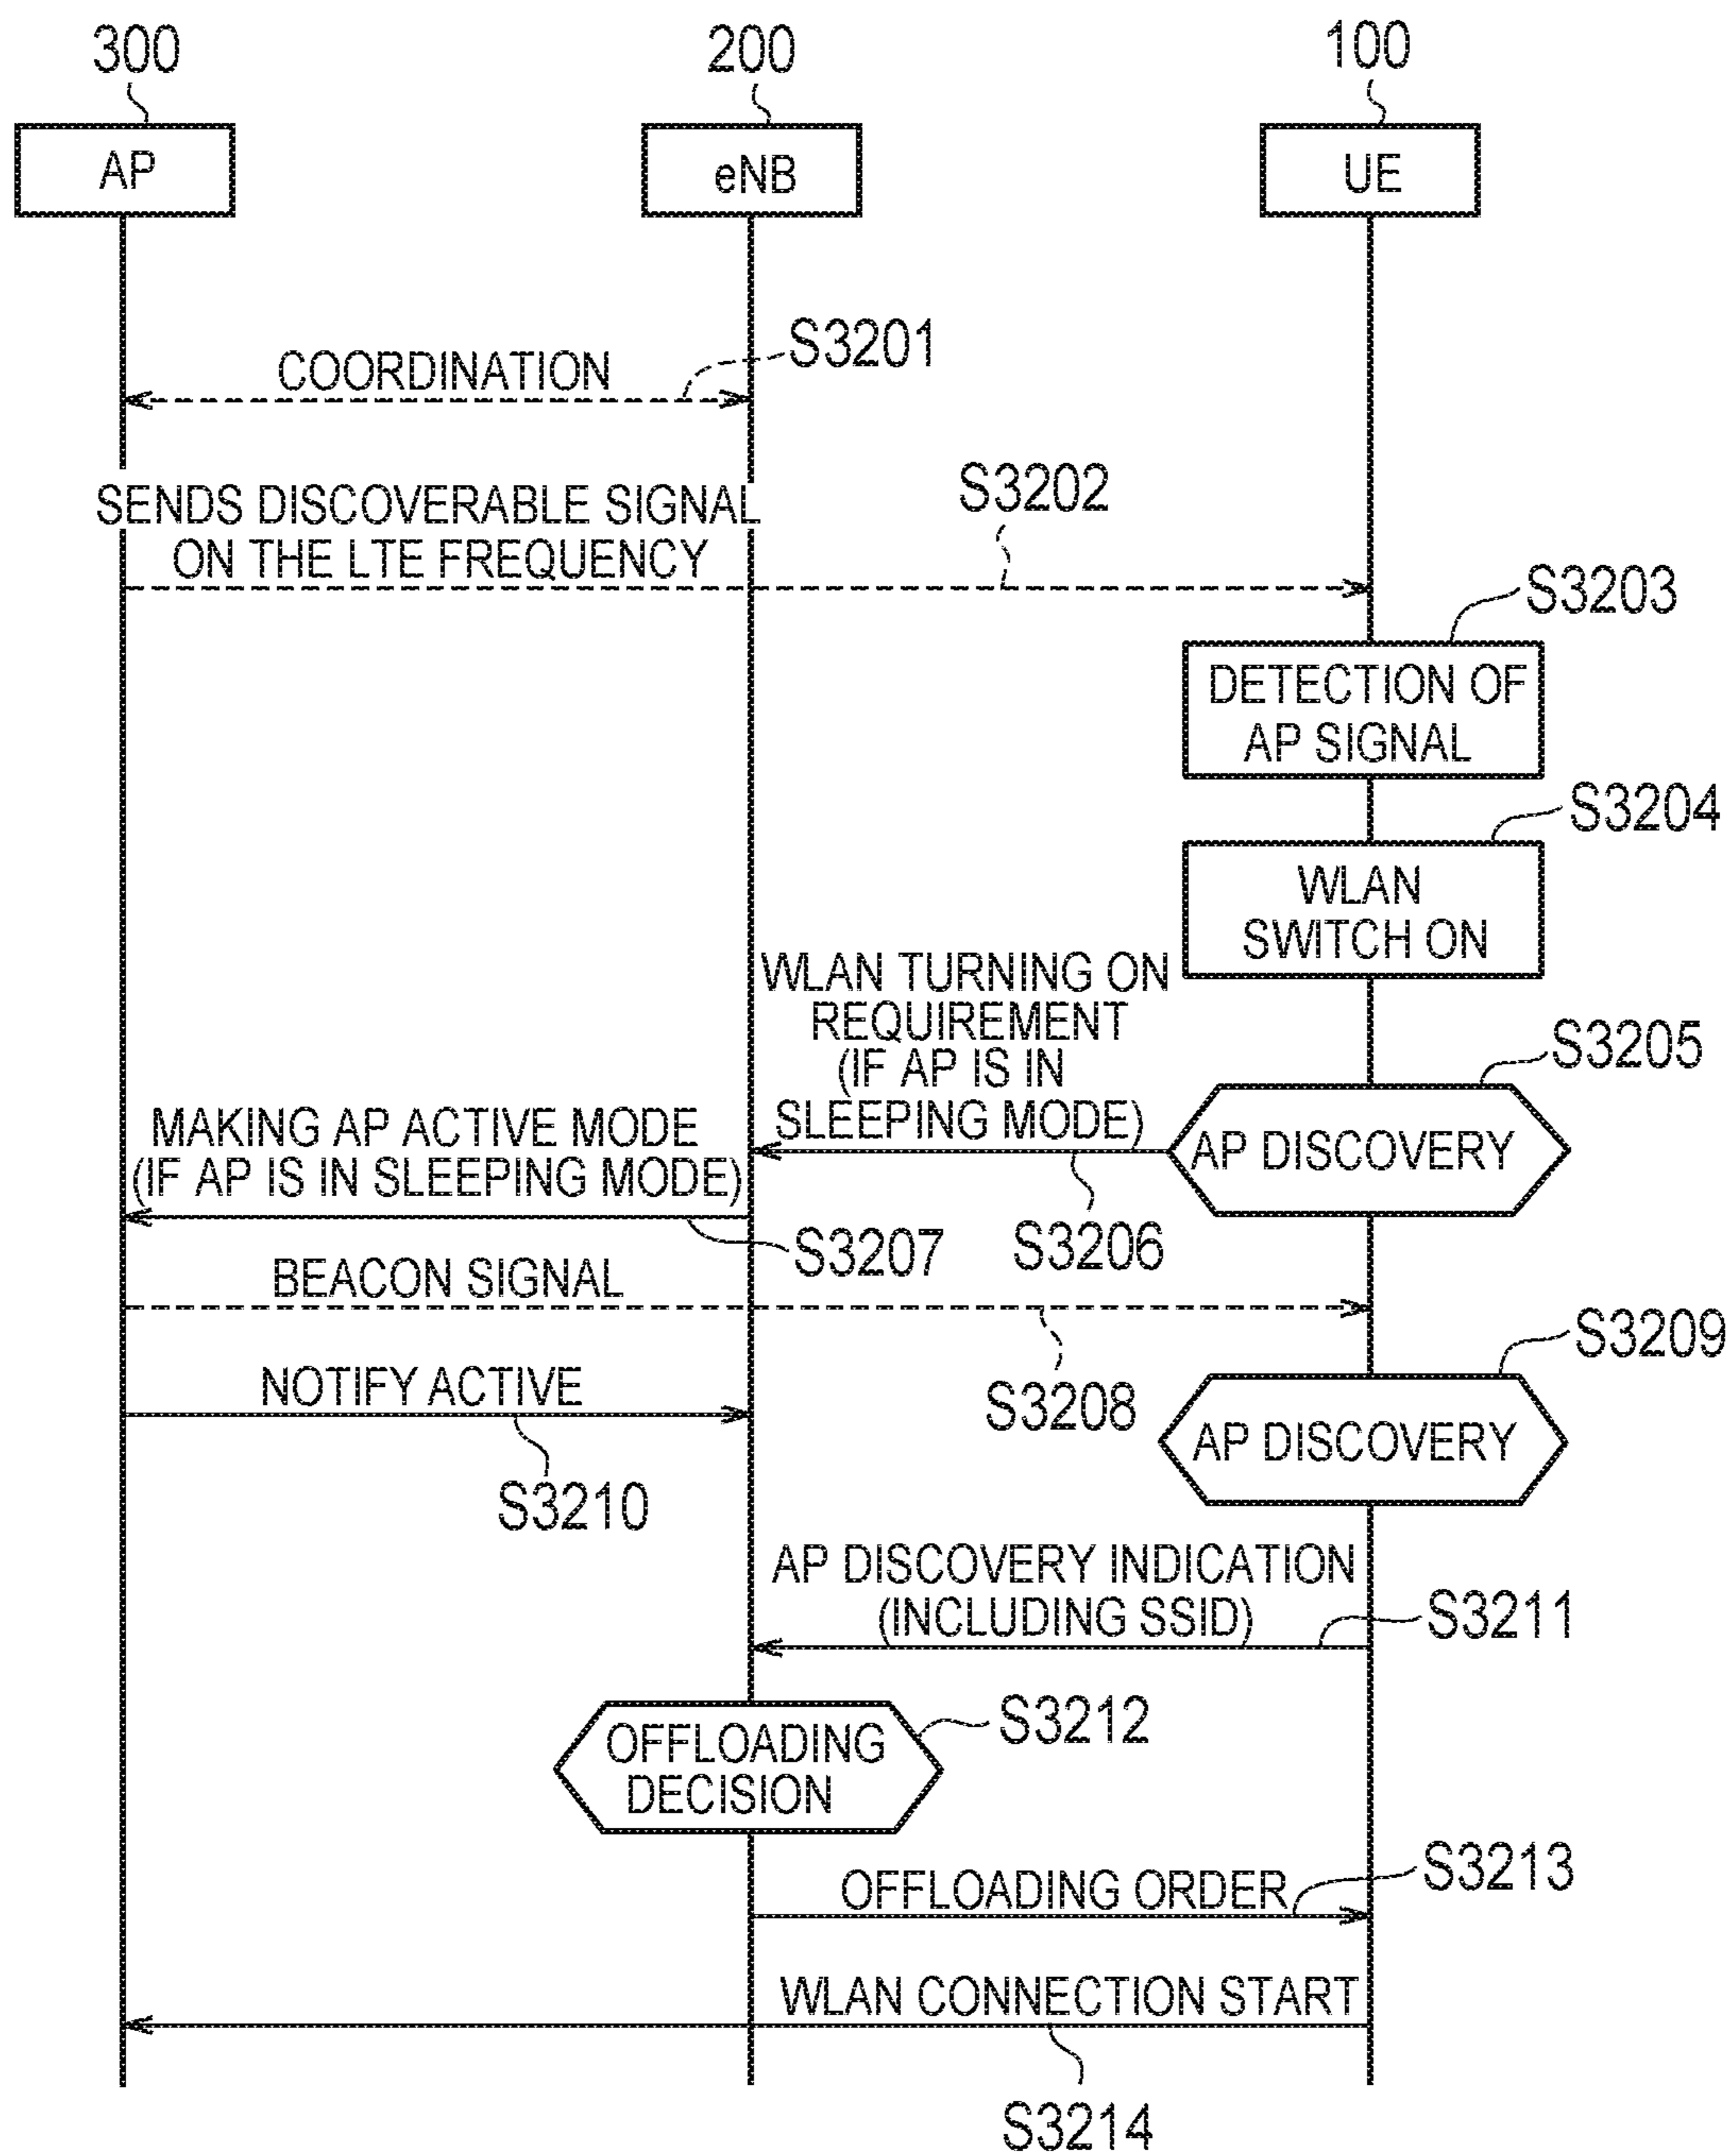 300
200
100
AP
eNB
UE
COORDINATION
S3201
SENDS DISCOVERABLE SIGNAL
ON THE LTE FREQUENCY
S3202
S3203
DETECTION OF
AP SIGNAL
S3204
WLAN
SWITCH ON
WLAN TURNING ON
REQUIREMENT
(IF AP IS IN
SLEEPING MODE)
S3205
AP DISCOVERY
MAKING AP ACTIVE MODE
(IF AP IS IN SLEEPING MODE)
S3206
S3207
BEACON SIGNAL
S3208
S3209
AP DISCOVERY
NOTIFY ACTIVE
S3210
AP DISCOVERY INDICATION
(INCLUDING SSID)
S3211
OFFLOADING
DECISION
S3212
OFFLOADING ORDER
S3213
WLAN CONNECTION START
S3214